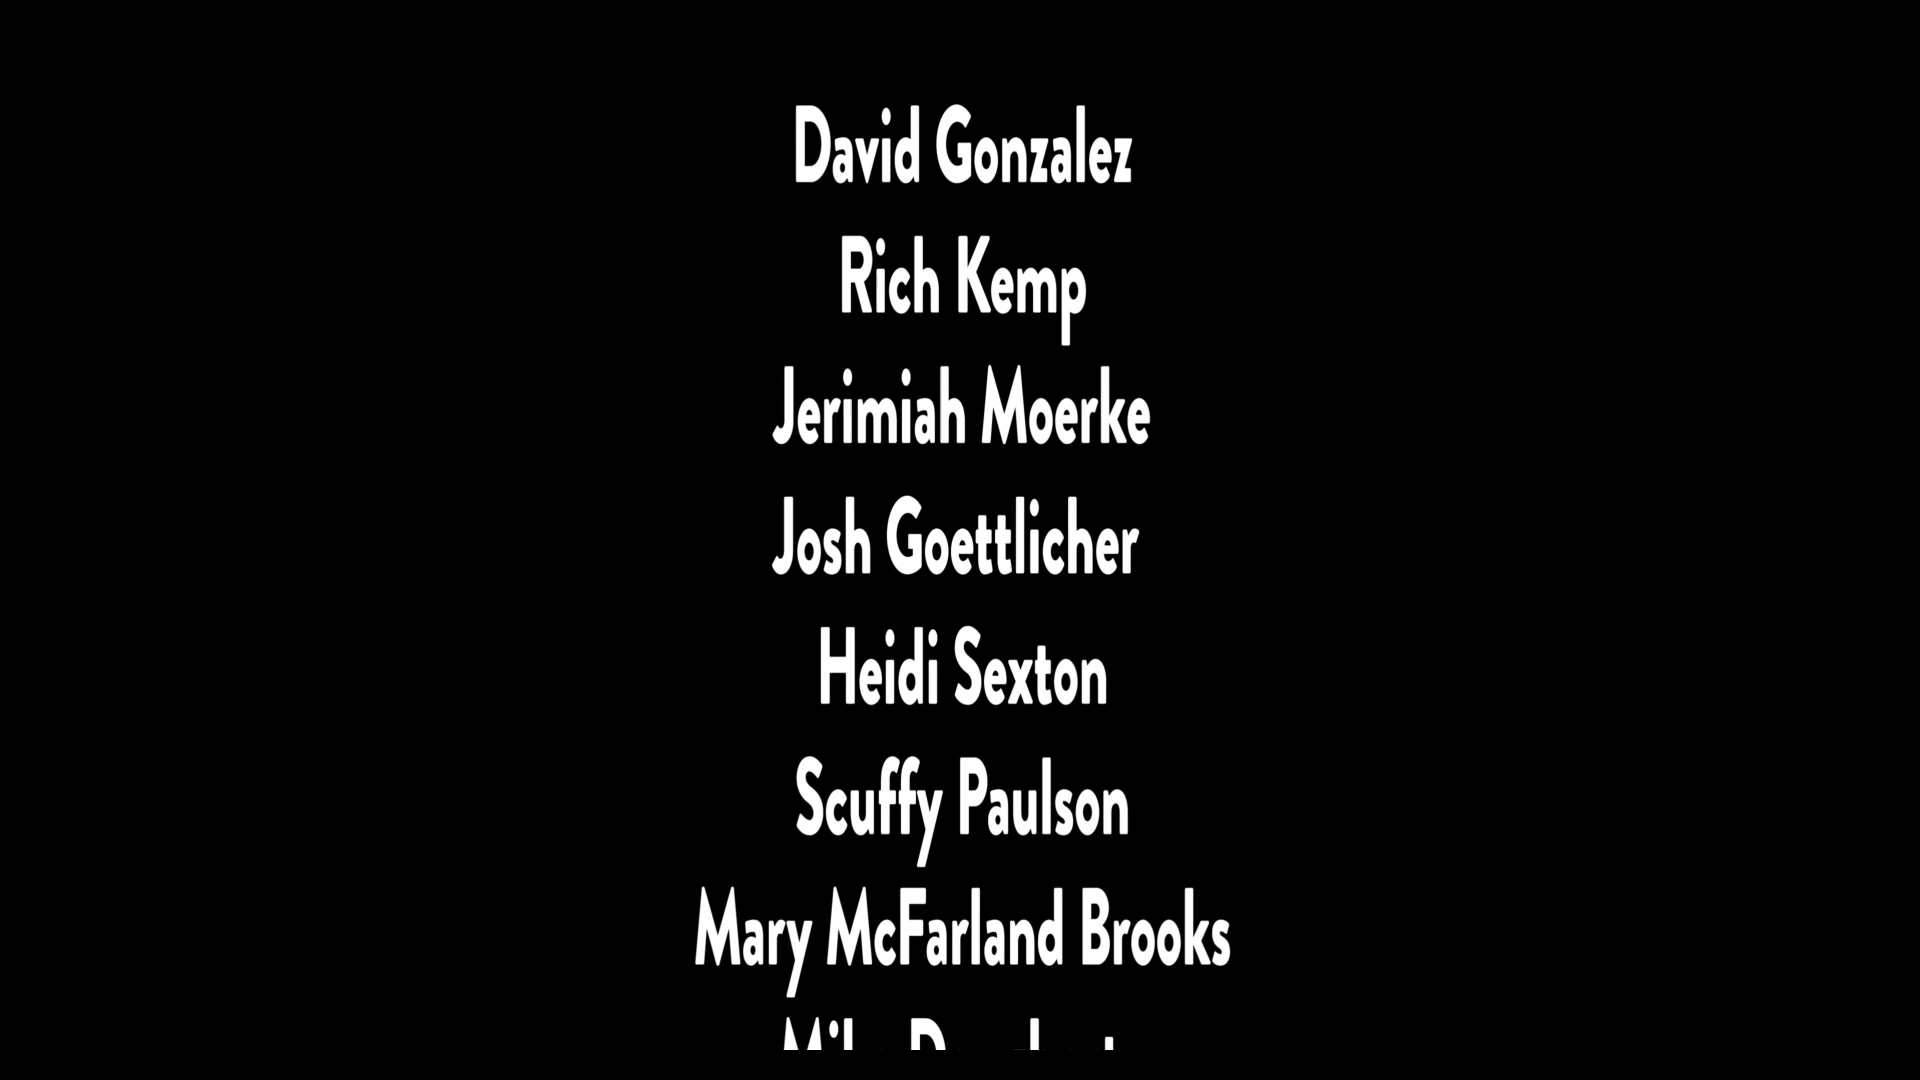 David Gonzalez
Rich Kemp
Jerimiah Moerke
Josh Goettlicher
Heidi Sexton
Scuffy Paulson
Mary McFarland Brooks